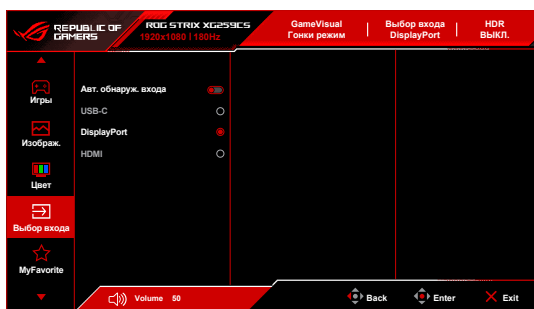 REPUBLIC OF
GAMERS
ROG STRIX XG259CS
1920x1080 | 180Hz
GameVisual
Гонки режим
Выбор входа
DisplayPort
HDR
ВЫКЛ.
Игры
Изображ.
Цвет
Выбор входа
MyFavorite
Авт. обнаруж. входа
USB-C
DisplayPort
HDMI
Volume 50
Back
Enter
Exit